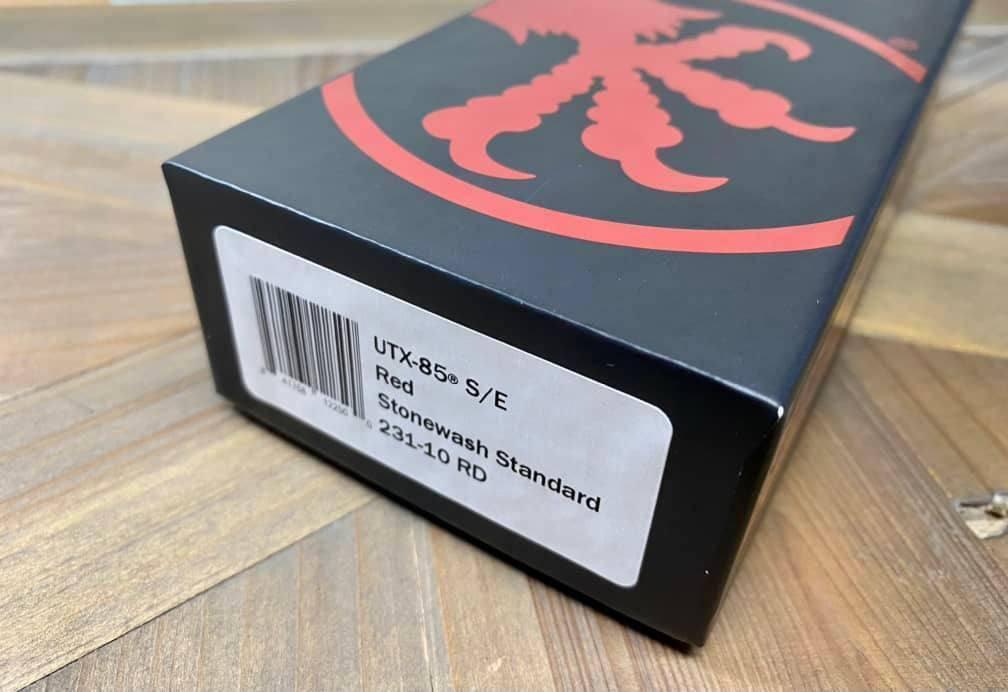 UTX-85® S/E
Red
Stonewash Standard
231-10 RD